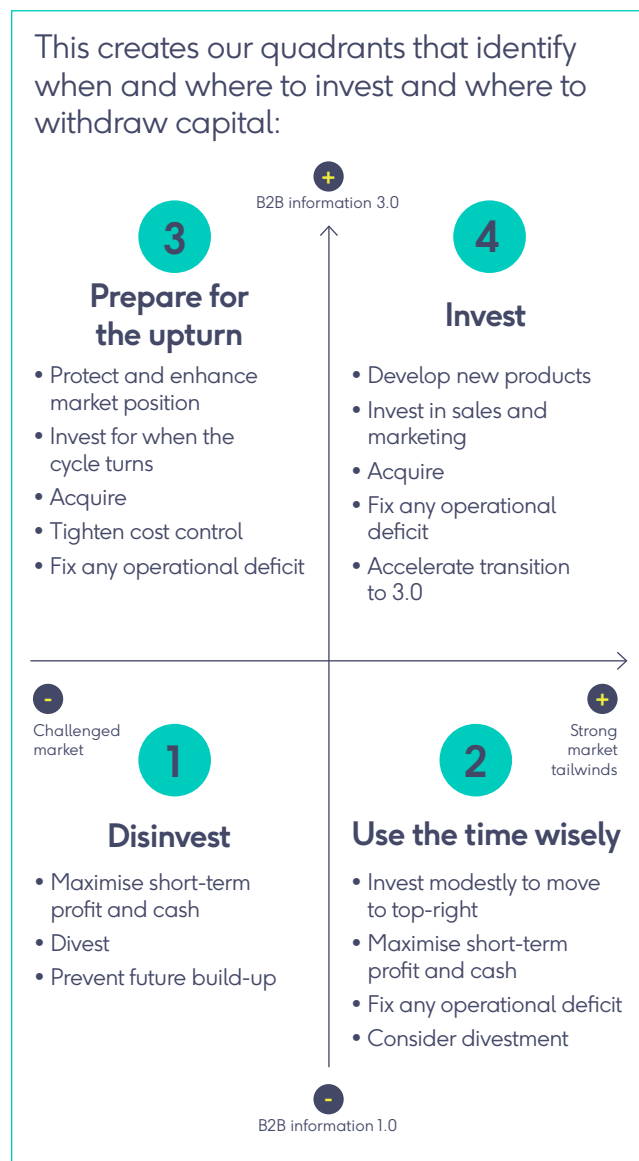 This creates our quadrants that identify
when and where to invest and where to
withdraw capital:
+
B2B information 3.0
3
Prepare for
the upturn
• Protect and enhance
market position
• Invest for when the
cycle turns
• Acquire
• Tighten cost control
• Fix any operational deficit
4
Invest
• Develop new products
• Invest in sales and
marketing
• Acquire
• Fix any operational
deficit
• Accelerate transition
to 3.0
-
Challenged
market
+
Strong
market
tailwinds
1
Disinvest
• Maximise short-term
profit and cash
• Divest
• Prevent future build-up
2
Use the time wisely
• Invest modestly to move
to top-right
• Maximise short-term
profit and cash
• Fix any operational deficit
• Consider divestment
-
B2B information 1.0